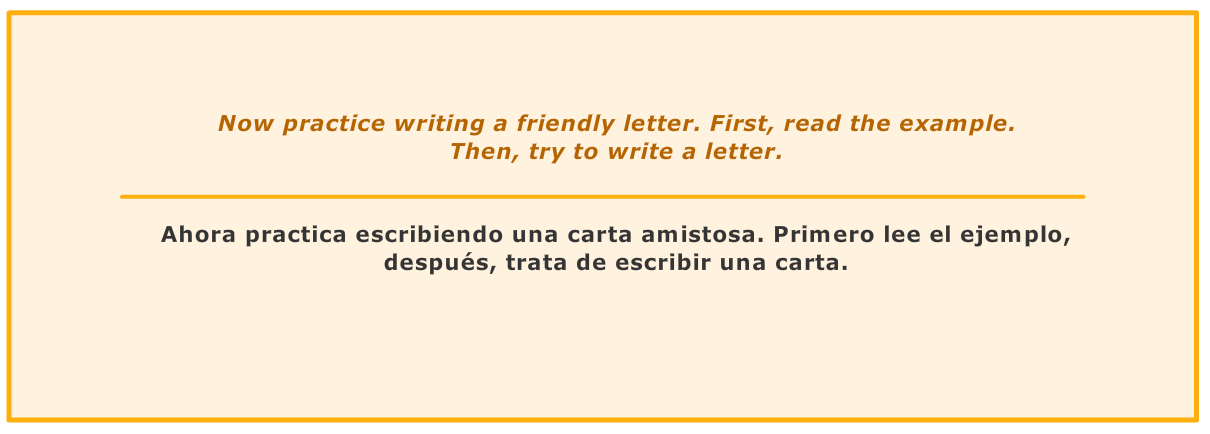 Now practice writing a friendly letter. First, read the example.
Then, try to write a letter.
Ahora practica escribiendo una carta amistosa. Primero lee el ejemplo,
después, trata de escribir una carta.